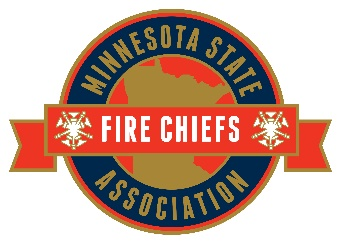 MINNESOTA STATE
FIRE CHIEFS
ASSOCIATION